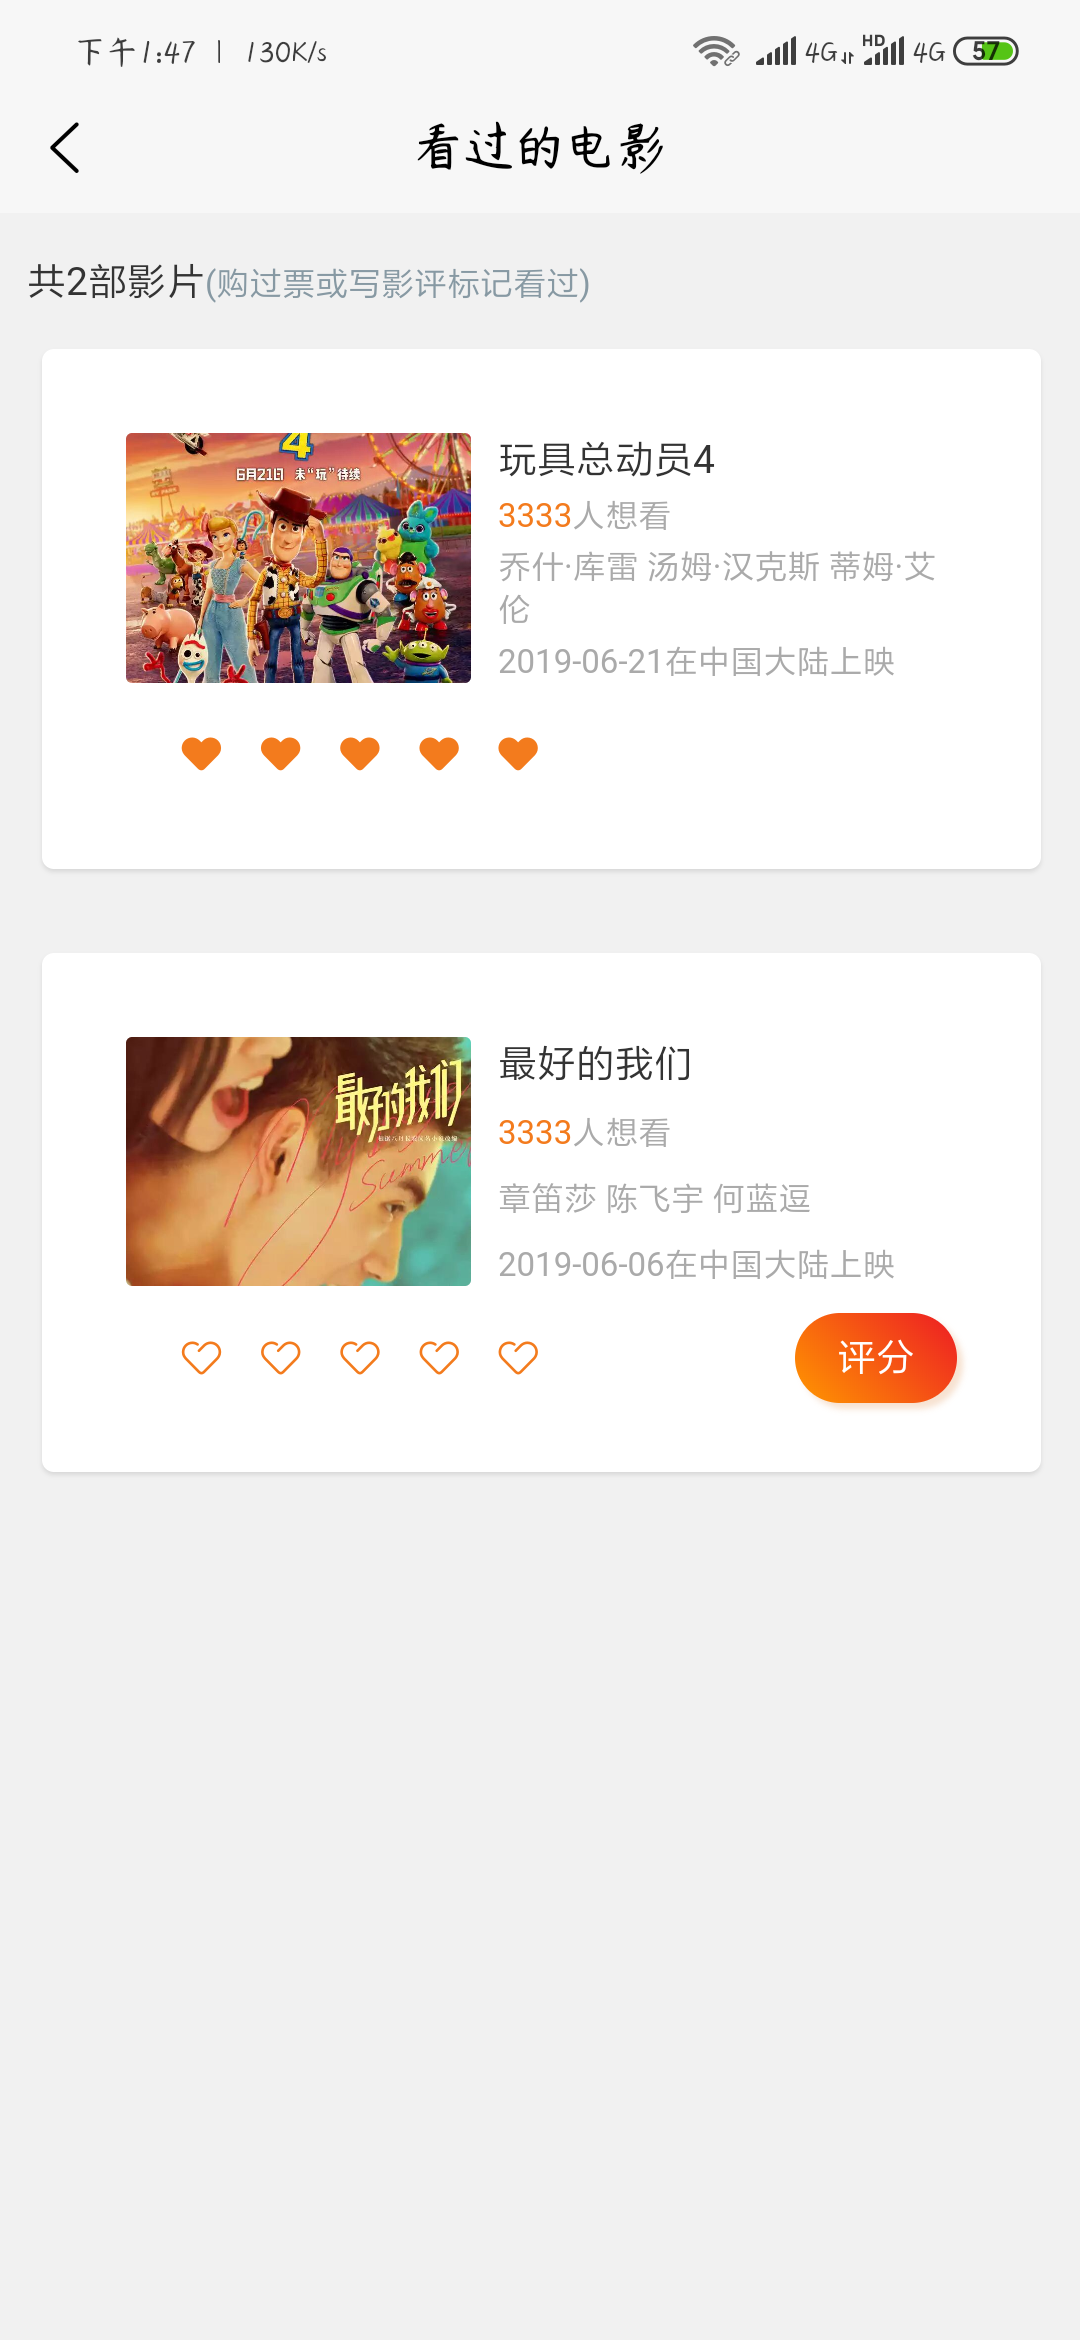 下午1:47 | 130K/s
4G HD 4G 57
看过的电影
共2部影片(购过票或写影评标记看过)
4
6月21日 未“玩”待续
玩具总动员4
3333人想看
乔什·库雷 汤姆·汉克斯 蒂姆·艾
伦
2019-06-21在中国大陆上映
最好的我们
Summer
最好的我们
3333人想看
章笛莎 陈飞宇 何蓝逗
2019-06-06在中国大陆上映
评分